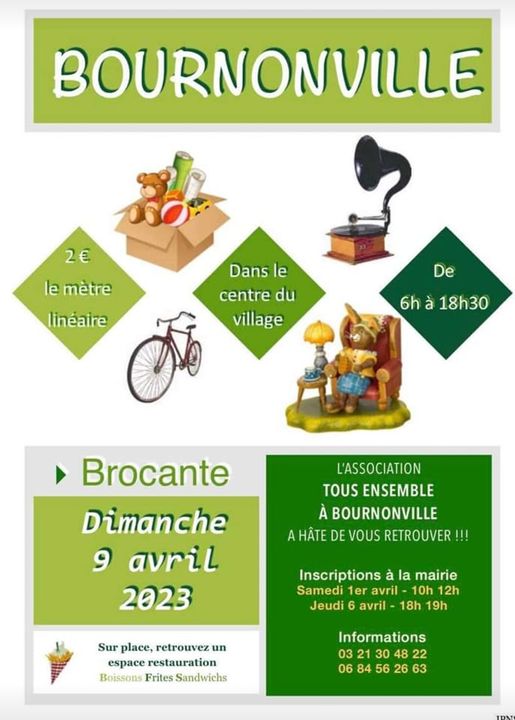 BOURNONVILLE
2 €
le mètre
linéaire
Dans le
centre du
village
De
6h à 18h30
Brocante
Dimanche
9 avril
2023
Sur place, retrouvez un
espace restauration
Boissons Frites Sandwichs
L'ASSOCIATION
TOUS ENSEMBLE
À BOURNONVILLE
A HÂTE DE VOUS RETROUVER !!!
Inscriptions à la mairie
Samedi 1er avril - 10h 12h
Jeudi 6 avril - 18h 19h
Informations
03 21 30 48 22
06 84 56 26 63